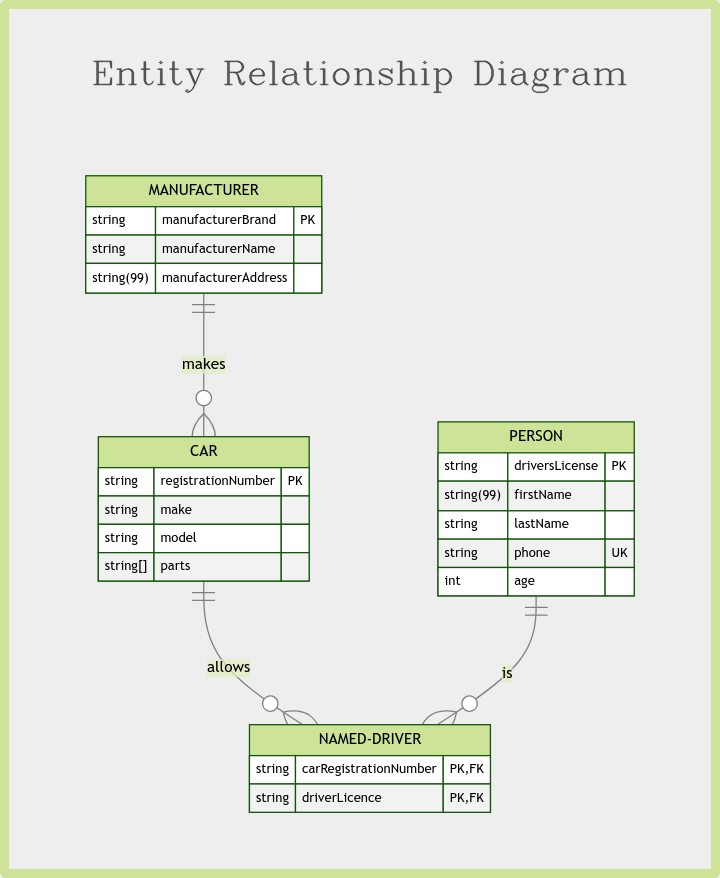 Entity Relationship Diagram
MANUFACTURER
string manufacturerBrand PK
string manufacturerName
string(99) manufacturerAddress
makes
CAR
string registrationNumber PK
string make
string model
string[] parts
PERSON
string driversLicense PK
string(99) firstName
string lastName
string phone UK
int age
allows
is
NAMED-DRIVER
string carRegistrationNumber PK,FK
string driverLicence PK,FK